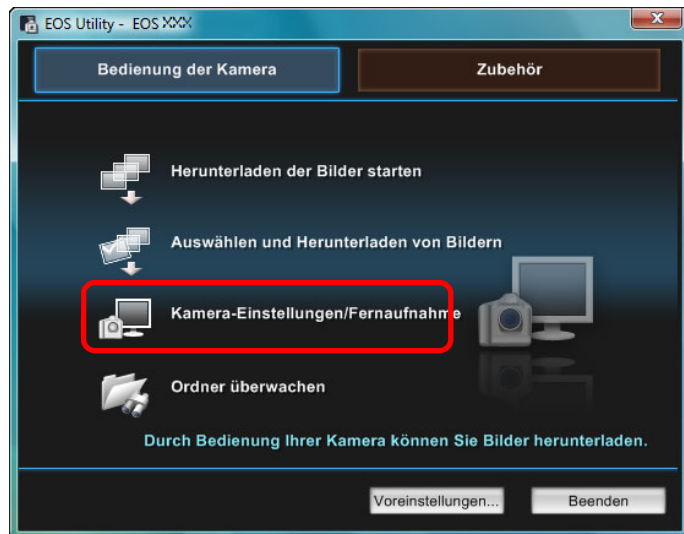 EOS Utility - EOS XXX
Bedienung der Kamera
Zubehör
Herunterladen der Bilder starten
Auswählen und Herunterladen von Bildern
Kamera-Einstellungen/Fernaufnahme
Ordner überwachen
Durch Bedienung Ihrer Kamera können Sie Bilder herunterladen.
Voreinstellungen...
Beenden